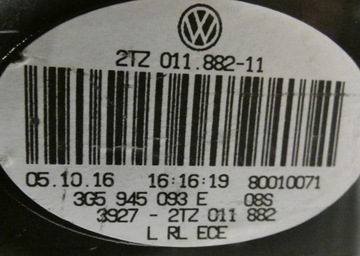 2TZ 011.882-11
05.10.16 16:16:19 80010071
3G5 945 093 E 08S
3927 - 2TZ 011 882
L RL ECE